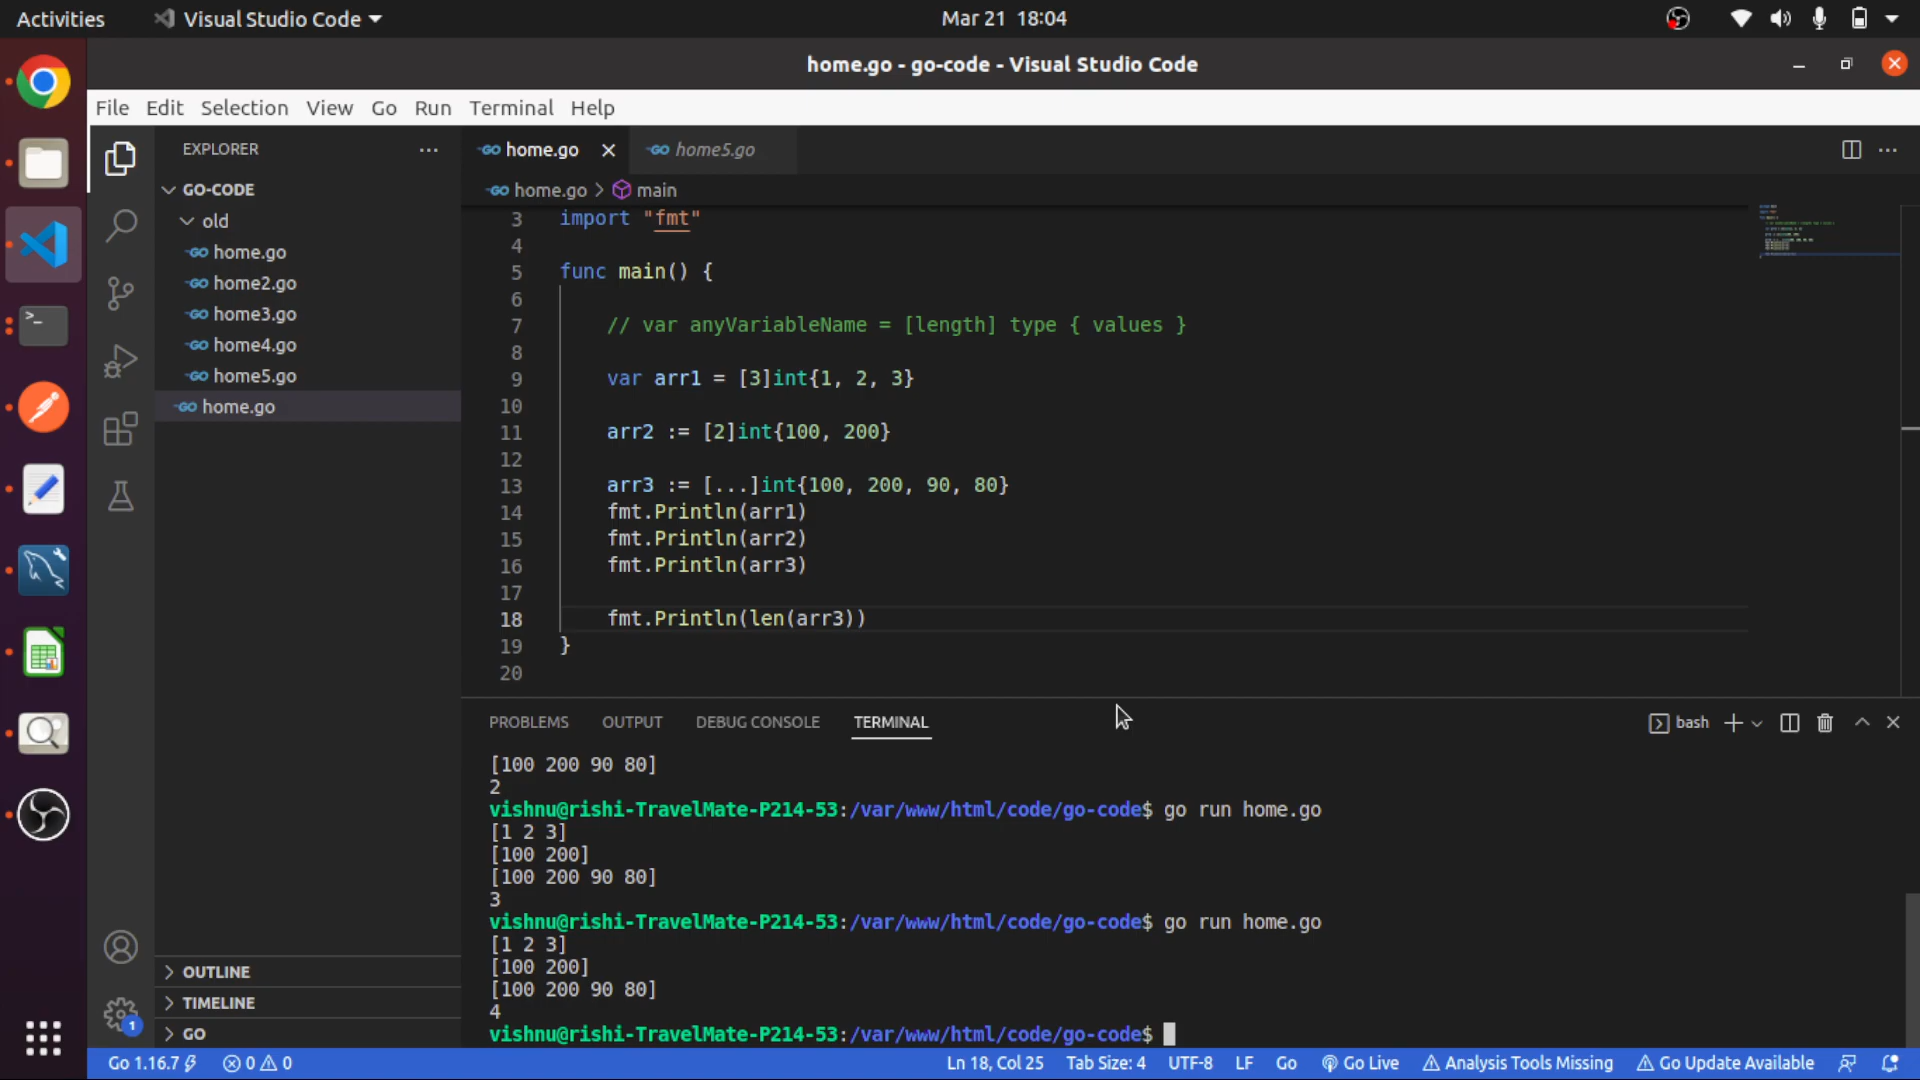 Activities
Visual Studio Code
Mar 21 18:04
home.go - go-code - Visual Studio Code
File Edit Selection View Go Run Terminal Help
EXPLORER
GO-CODE
old
home.go
home2.go
home3.go
home4.go
home5.go
home.go
OUTLINE
TIMELINE
GO
home.go
home5.go
home.go > main
3 import "fmt"
4
5 func main() {
6
7 // var anyVariableName = [length] type { values }
8
9 var arr1 = [3]int{1, 2, 3}
10
11 arr2 := [2]int{100, 200}
12
13 arr3 := [...]int{100, 200, 90, 80}
14 fmt.Println(arr1)
15 fmt.Println(arr2)
16 fmt.Println(arr3)
17
18 fmt.Println(len(arr3))
19 }
20
PROBLEMS OUTPUT DEBUG CONSOLE TERMINAL
bash
[100 200 90 80]
2
vishnu@rishi-TravelMate-P214-53:/var/www/html/code/go-code$ go run home.go
[1 2 3]
[100 200]
[100 200 90 80]
3
vishnu@rishi-TravelMate-P214-53:/var/www/html/code/go-code$ go run home.go
[1 2 3]
[100 200]
[100 200 90 80]
4
vishnu@rishi-TravelMate-P214-53:/var/www/html/code/go-code$
1
Go 1.16.7 0 0 Ln 18, Col 25 Tab Size: 4 UTF-8 LF Go Go Live Analysis Tools Missing Go Update Available